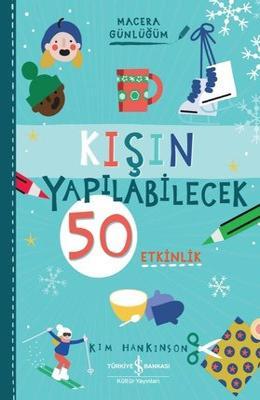 MACERA
GÜNLÜĞÜM
KIŞIN
YAPILABİLECEK
50
ETKİNLİK
KIM HANKINSON
TÜRKİYE İŞ BANKASI
Kültür Yayınları